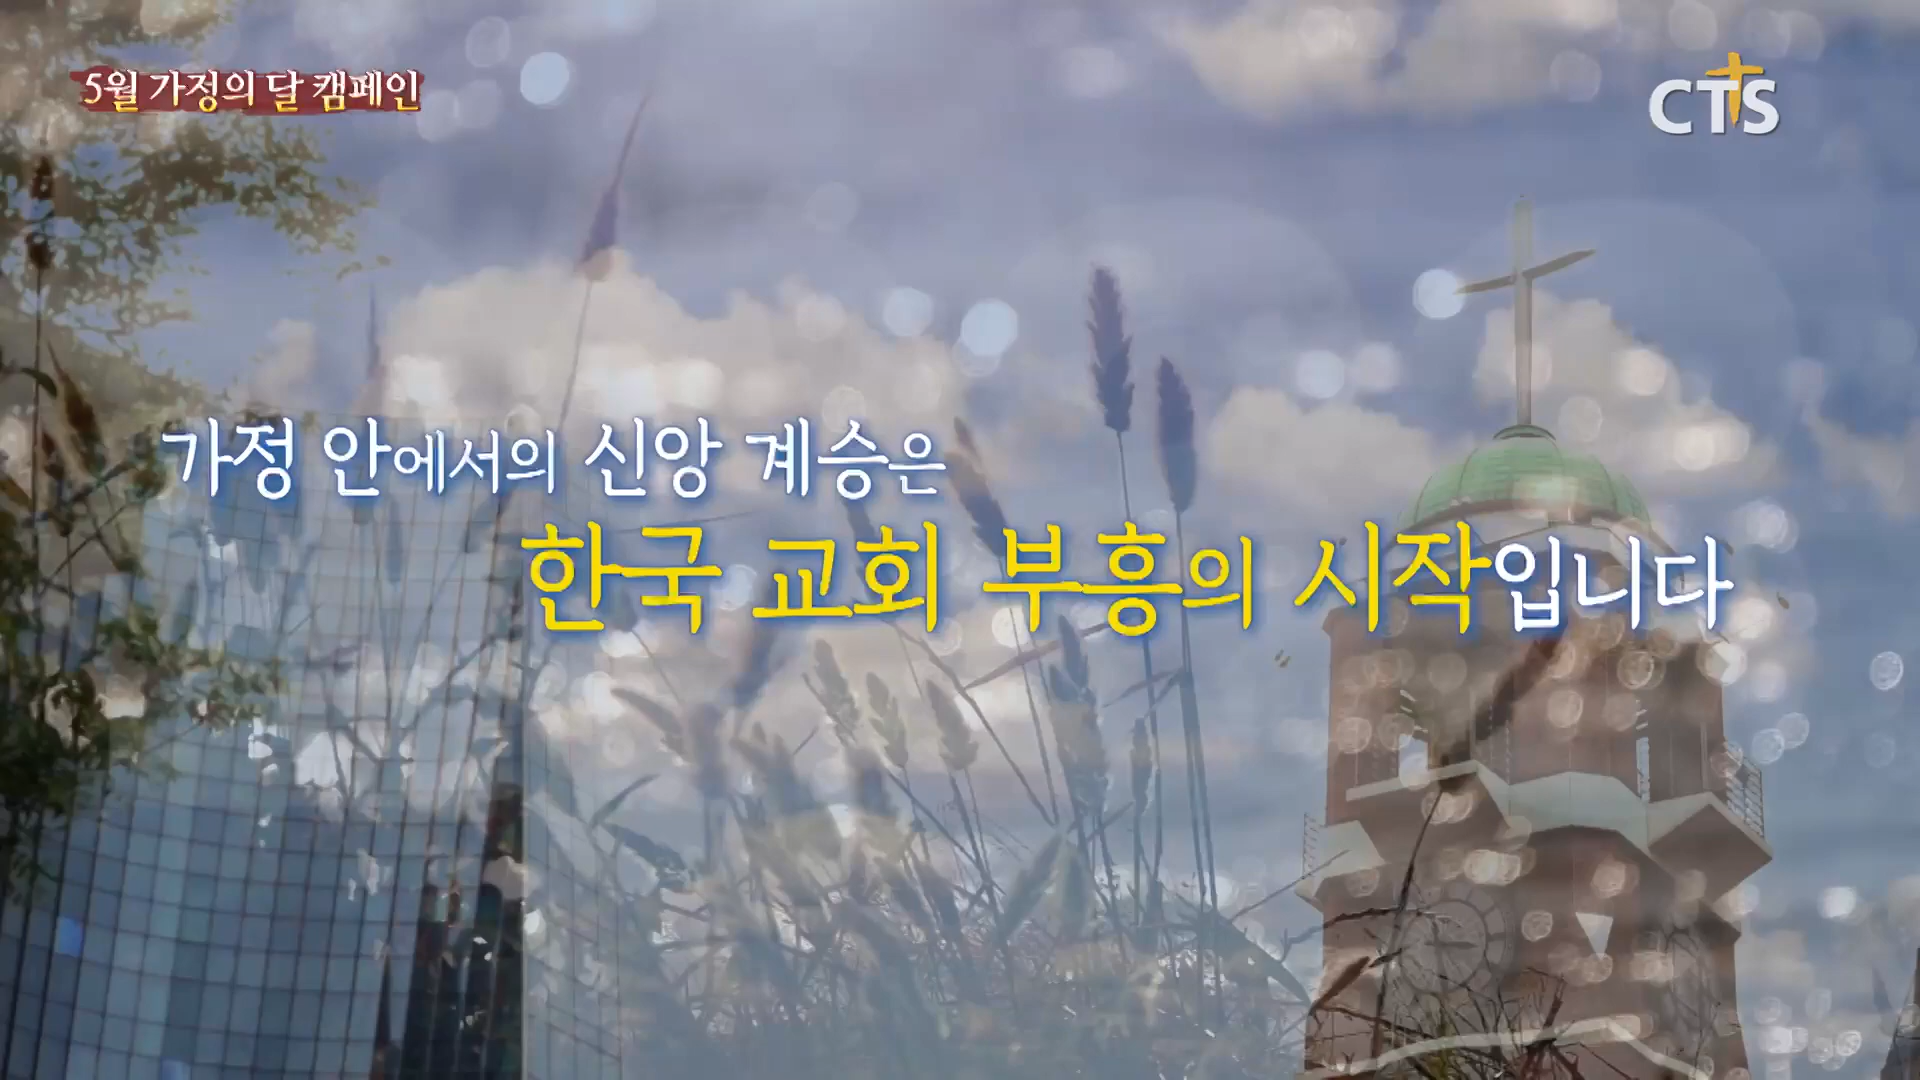 5월 가정의 달 캠페인
CTS
가정 안에서의 신앙 계승은
한국 교회 부흥의 시작입니다